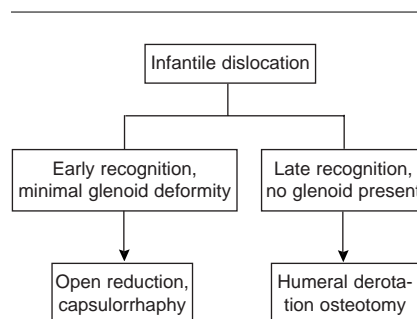 Infantile dislocation
Early recognition,
minimal glenoid deformity
Late recognition,
no glenoid present
Open reduction,
capsulorrhaphy
Humeral derota-
tion osteotomy